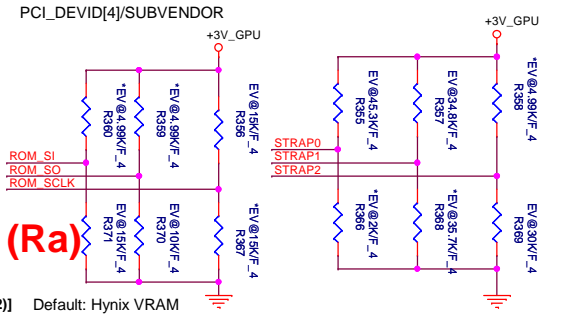 PCI_DEVID[4]/SUBVENDOR
+3V_GPU
+3V_GPU
*EV@4.99K/F_4
R360
*EV@4.99K/F_4
R359
EV@15K/F_4
R356
EV@45.3K/F_4
R355
EV@34.8K/F_4
R357
*EV@4.99K/F_4
R358
ROM_SI
ROM_SO
ROM_SCLK
STRAP0
STRAP1
STRAP2
(Ra)
EV@15K/F_4
R371
EV@10K/F_4
R370
*EV@15K/F_4
R367
*EV@2K/F_4
R366
*EV@35.7K/F_4
R368
EV@30K/F_4
R369
2)] Default: Hynix VRAM